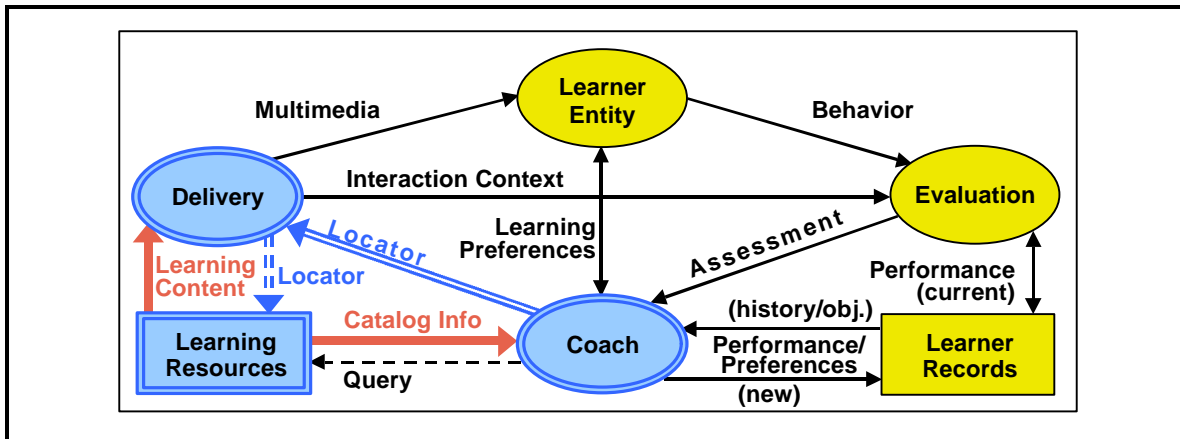 Learner
Entity
Multimedia
Behavior
Delivery
Interaction Context
Evaluation
Learning
Preferences
Locator
Assessment
Learning
Content
Locator
Performance
(current)
(history/obj.)
Catalog Info
Learning
Resources
Coach
Performance/
Preferences
Learner
Records
Query
(new)